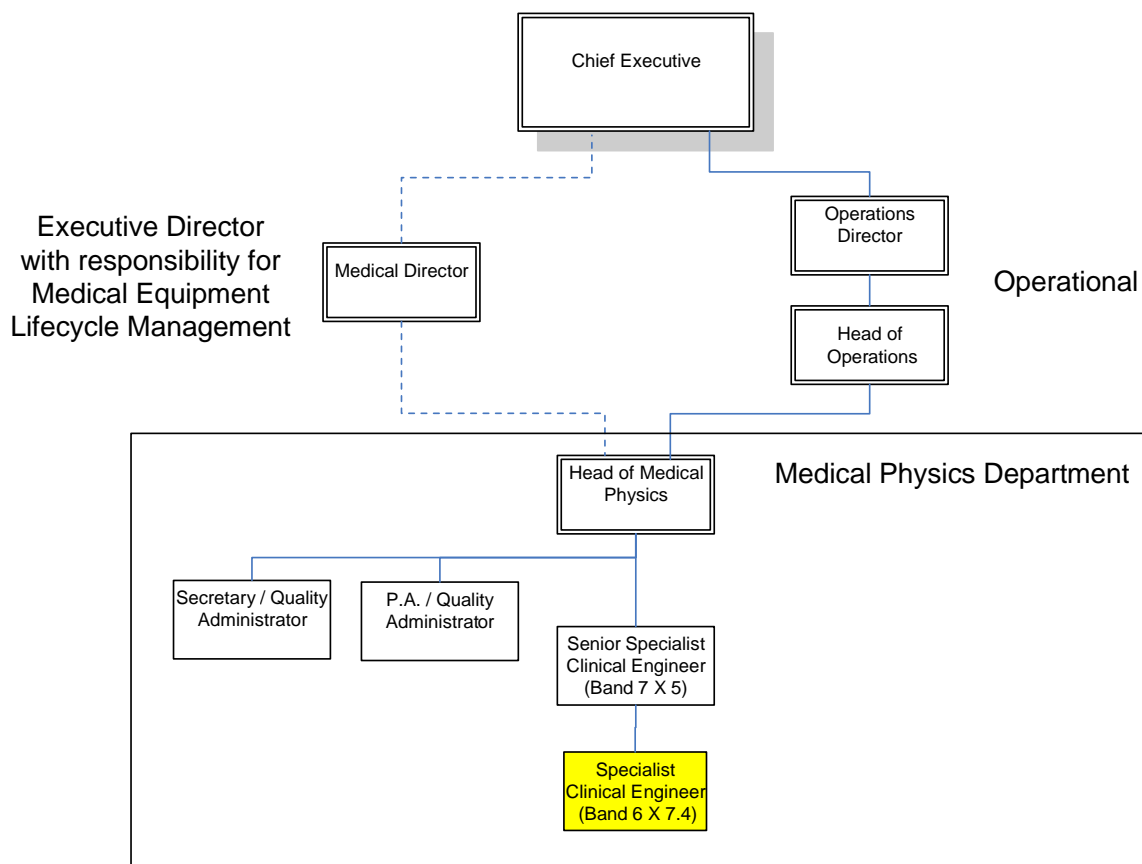 Chief Executive
Executive Director
with responsibility for
Medical Equipment
Lifecycle Management
Medical Director
Operations
Director
Operational
Head of
Operations
Medical Physics Department
Head of Medical
Physics
Secretary / Quality
Administrator
P.A. / Quality
Administrator
Senior Specialist
Clinical Engineer
(Band 7 X 5)
Specialist
Clinical Engineer
(Band 6 X 7.4)